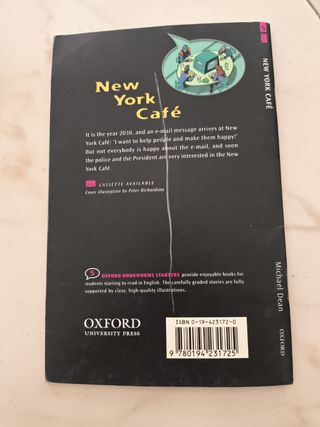 New
York
Café
It is the year 2030, and an e-mail message arrives at New
York Café: 'I want to help people and make them happy!'
But not everybody is happy about the e-mail, and soon
the police and the President are very interested in the New
York Café.
CASSETTE AVAILABLE
Cover illustration by Peter Richardson
S OXFORD BOOKWORMS STARTERS provide enjoyable books for
students starting to read in English. The carefully graded stories are fully
supported by clear, high-quality illustrations.
OXFORD
UNIVERSITY PRESS
ISBN 0-19-423172-0
9 780194 231725
NEW YORK CAFÉ
Michael Dean
OXFORD